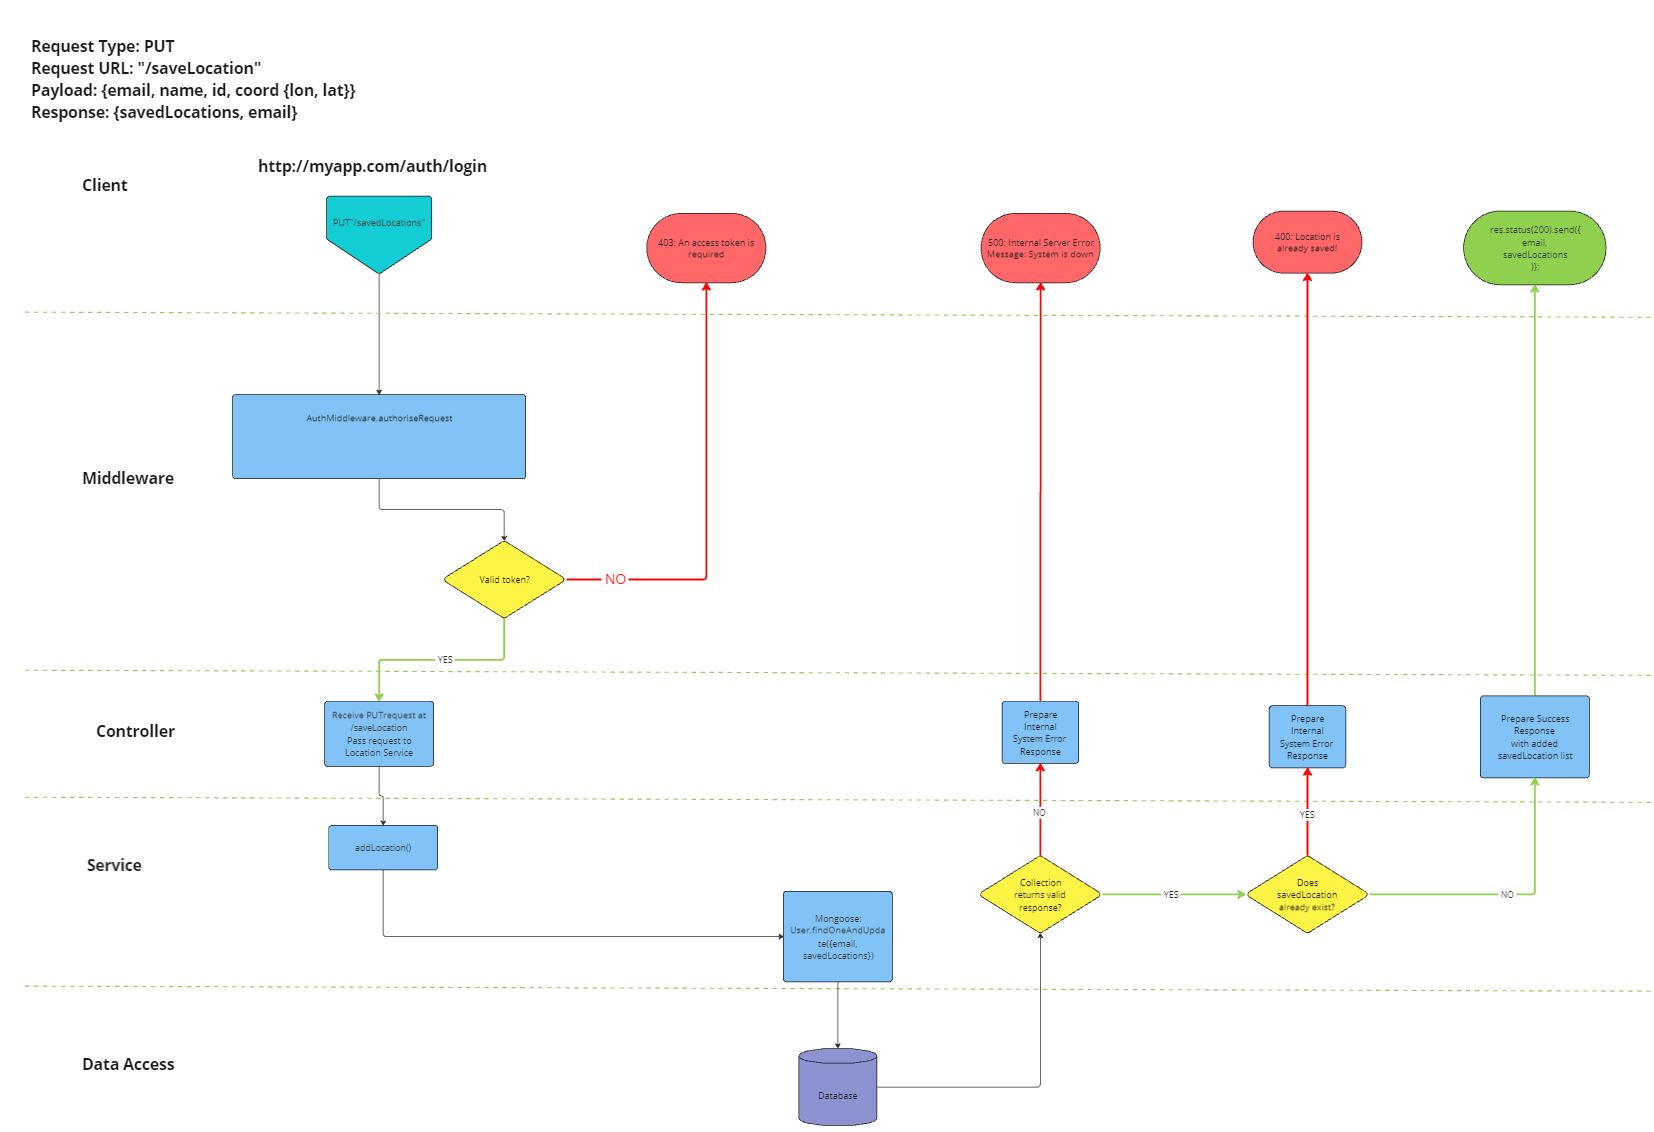 Request Type: PUT
Request URL: "/saveLocation"
Payload: {email, name, id, coord {lon, lat}}
Response: {savedLocations, email}
http://myapp.com/auth/login
Client
PUT"/savedLocations"
403: An access token is
required
500: Internal Server Error
Message: System is down
400: Location is
already saved!
res.status(200).send({
email,
savedLocations
});
AuthMiddleware.authoriseRequest
Middleware
Valid token?
NO
YES
Controller
Receive PUTrequest at
/saveLocation
Pass request to
Location Service
Prepare
Internal
System Error
Response
Prepare
Internal
System Error
Response
Prepare Success
Response
with added
savedLocation list
NO
YES
Service
addLocation()
Mongoose:
User.findOneAndUpda
te({email,
savedLocations})
Collection
returns valid
response?
YES
Does
savedLocation
already exist?
NO
Data Access
Database